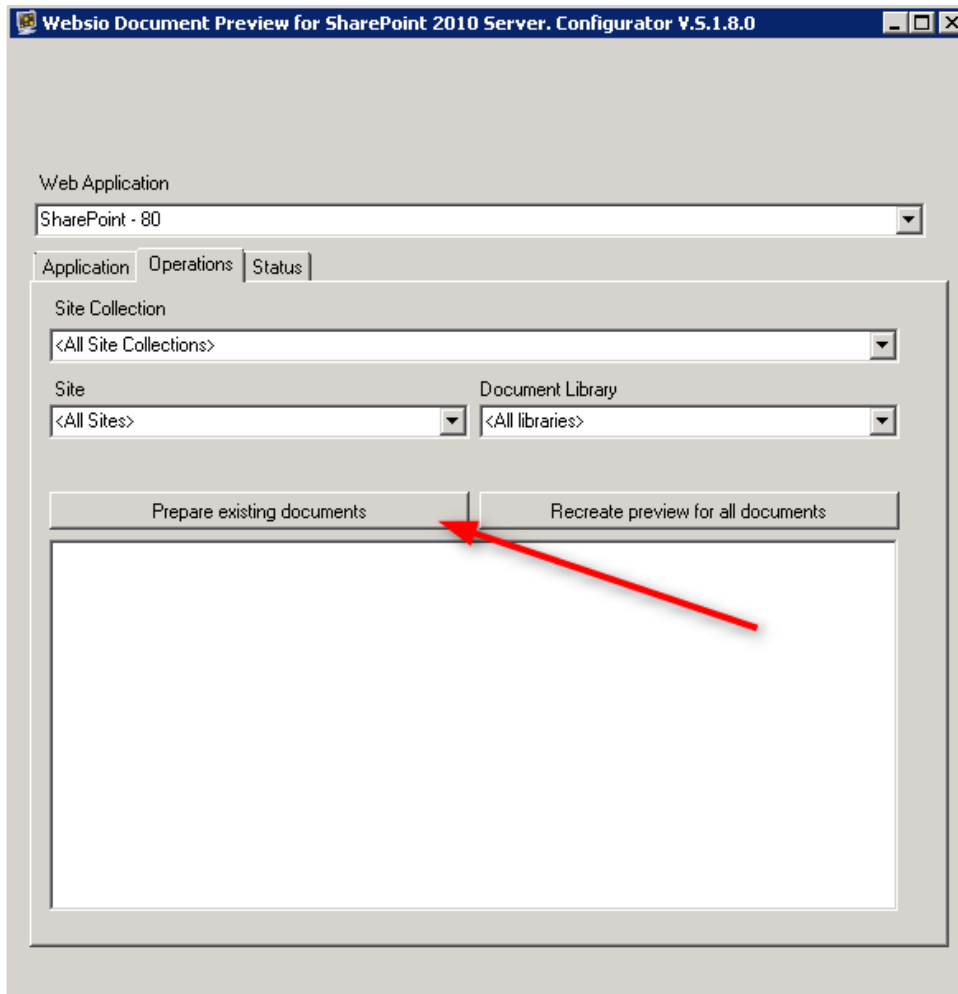 Websio Document Preview for SharePoint 2010 Server. Configurator V.S.1.8.0
Web Application
SharePoint - 80
Application Operations Status
Site Collection
<All Site Collections>
Site Document Library
<All Sites> <All libraries>
Prepare existing documents Recreate preview for all documents